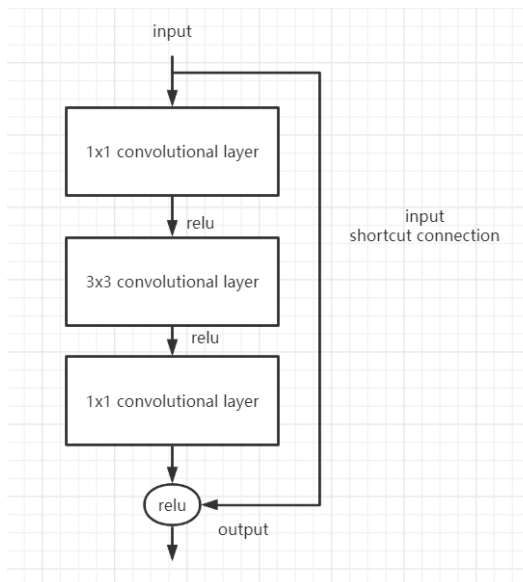 input
1x1 convolutional layer
relu
input
shortcut connection
3x3 convolutional layer
relu
1x1 convolutional layer
relu
output